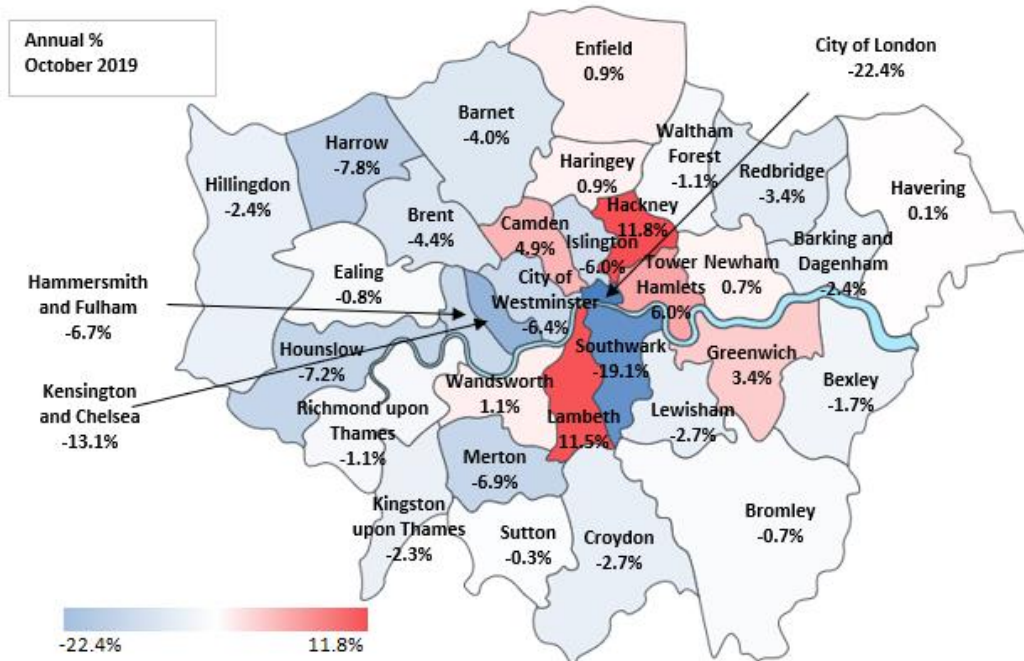 Annual %
October 2019
Enfield
0.9%
City of London
-22.4%
Barnet
-4.0%
Harrow
-7.8%
Waltham
Forest
-1.1%
Haringey
0.9%
Redbridge
-3.4%
Hillingdon
-2.4%
Havering
0.1%
Hackney
11.8%
Brent
-4.4%
Camden
4.9%
Islington
-6.0%
Barking and
Dagenham
-2.4%
Tower
Hamlets
6.0%
Newham
0.7%
Ealing
-0.8%
City of
Westminster
-6.4%
Hammersmith
and Fulham
-6.7%
Hounslow
-7.2%
Southwark
-19.1%
Greenwich
3.4%
Kensington
and Chelsea
-13.1%
Wandsworth
1.1%
Bexley
-1.7%
Richmond upon
Thames
-1.1%
Lambeth
11.5%
Lewisham
-2.7%
Merton
-6.9%
Kingston
upon Thames
-2.3%
Sutton
-0.3%
Croydon
-2.7%
Bromley
-0.7%
-22.4%
11.8%